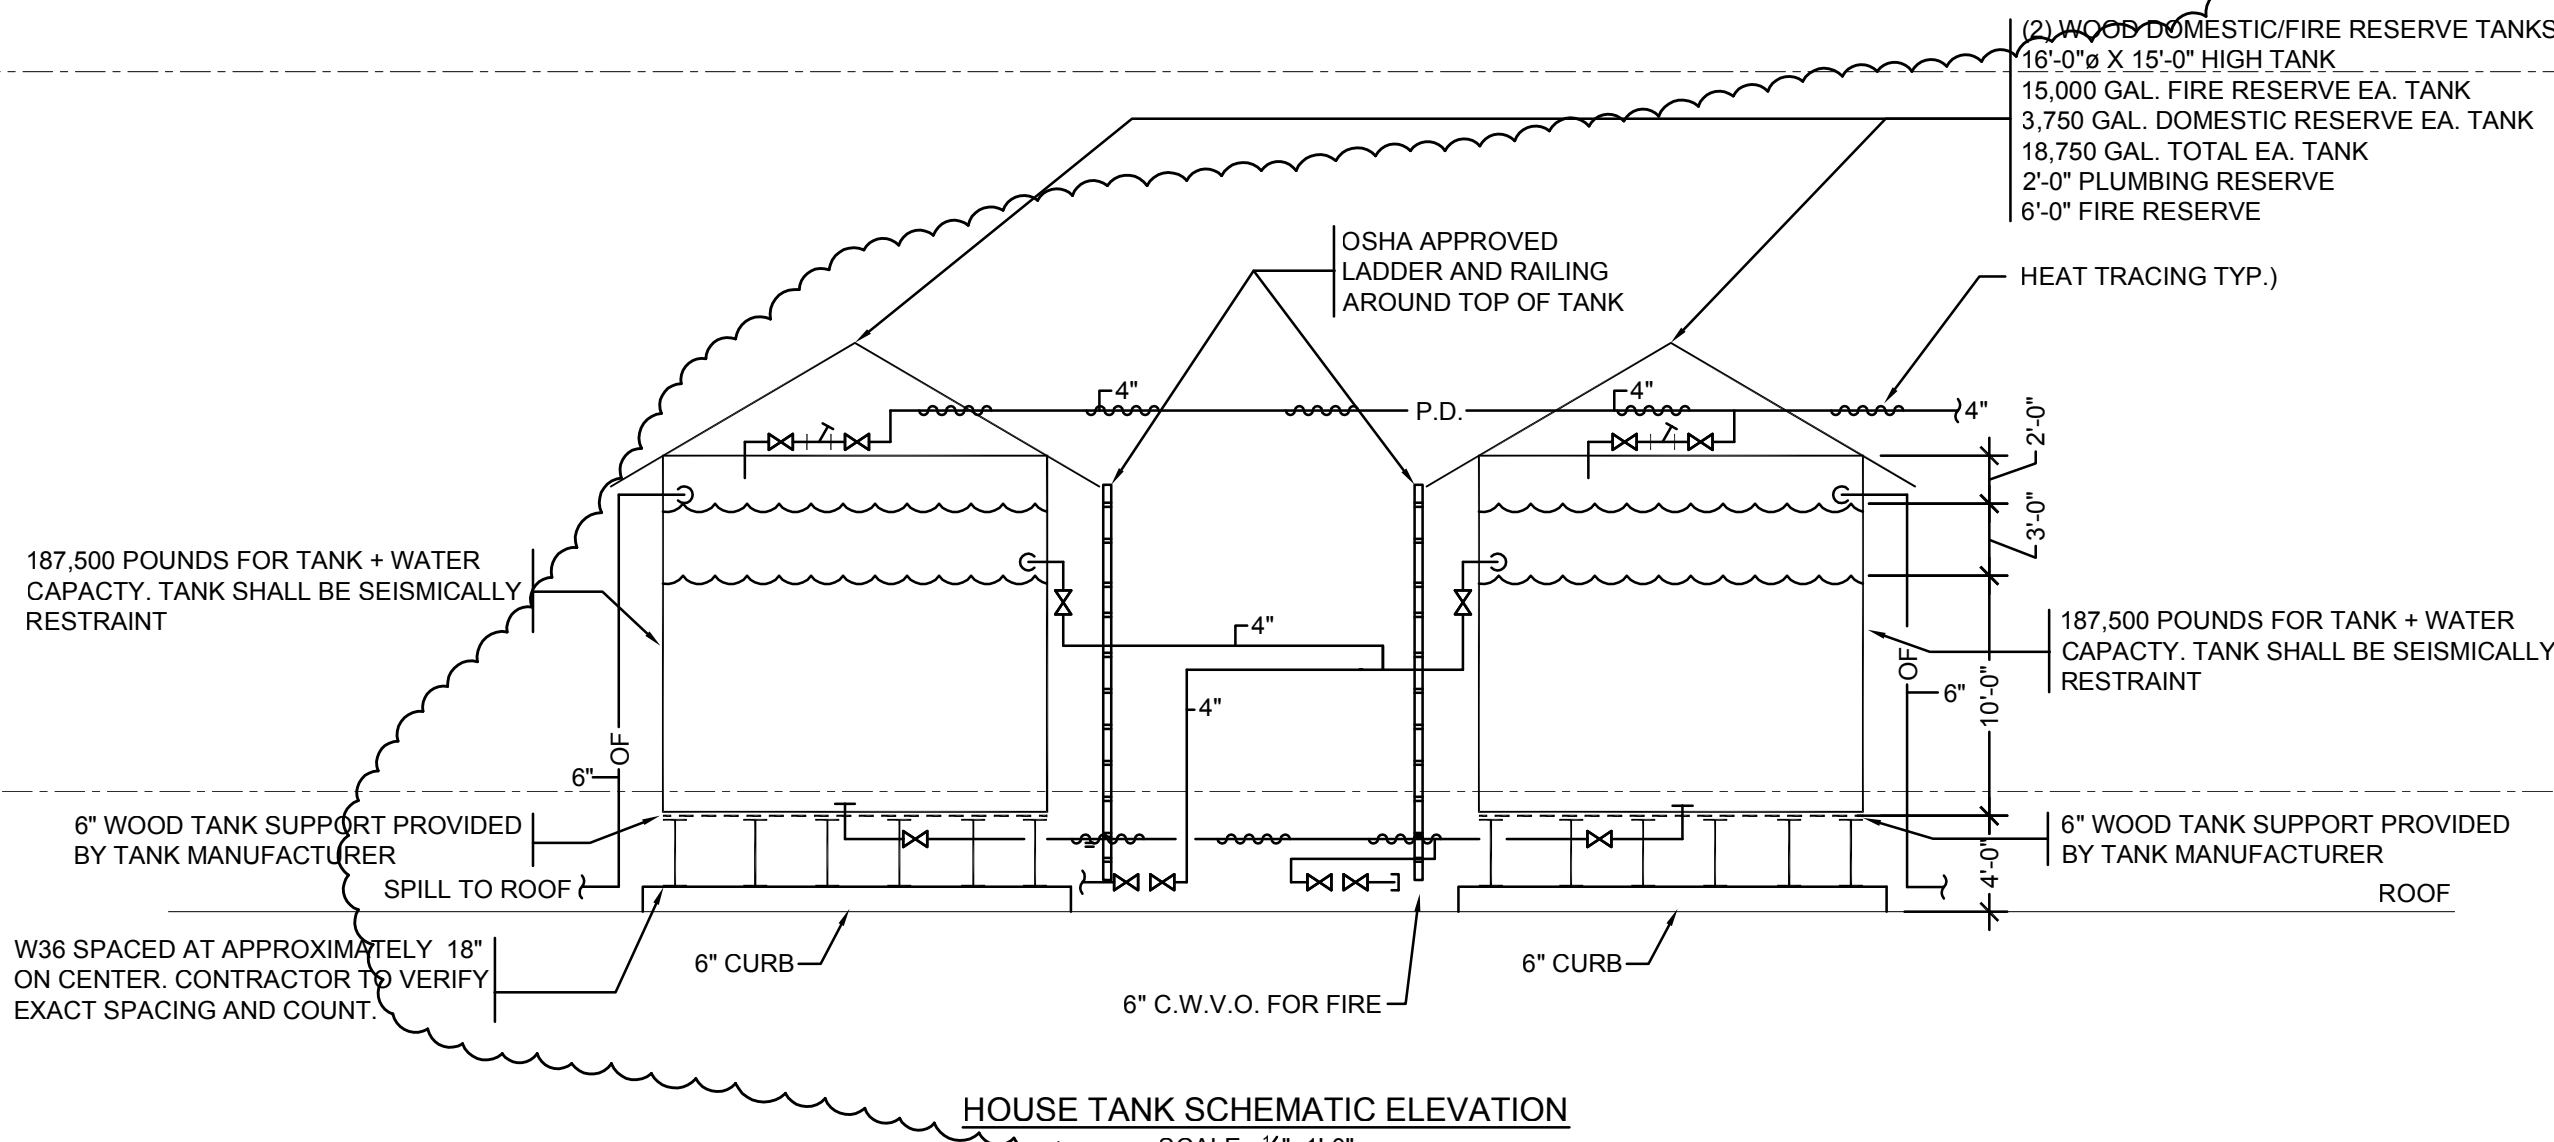 (2) WOOD DOMESTIC/FIRE RESERVE TANKS
16'-0"ø X 15'-0" HIGH TANK
15,000 GAL. FIRE RESERVE EA. TANK
3,750 GAL. DOMESTIC RESERVE EA. TANK
18,750 GAL. TOTAL EA. TANK
2'-0" PLUMBING RESERVE
6'-0" FIRE RESERVE
OSHA APPROVED
LADDER AND RAILING
AROUND TOP OF TANK
HEAT TRACING TYP.)
4"
P.D.
4"
4"
2'-0"
3'-0"
187,500 POUNDS FOR TANK + WATER
CAPACTY. TANK SHALL BE SEISMICALLY
RESTRAINT
4"
4"
OF
6"
10'-0"
187,500 POUNDS FOR TANK + WATER
CAPACTY. TANK SHALL BE SEISMICALLY
RESTRAINT
OF
6"
6" WOOD TANK SUPPORT PROVIDED
BY TANK MANUFACTURER
SPILL TO ROOF
6" WOOD TANK SUPPORT PROVIDED
BY TANK MANUFACTURER
4'-0"
ROOF
W36 SPACED AT APPROXIMATELY 18"
ON CENTER. CONTRACTOR TO VERIFY
EXACT SPACING AND COUNT.
6" CURB
6" CURB
6" C.W.V.O. FOR FIRE
HOUSE TANK SCHEMATIC ELEVATION